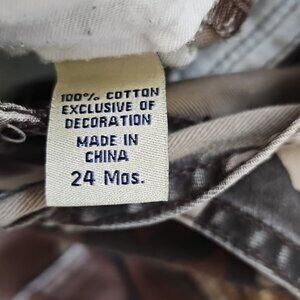 100% COTTON
EXCLUSIVE OF
DECORATION
MADE IN
CHINA
24 Mos.